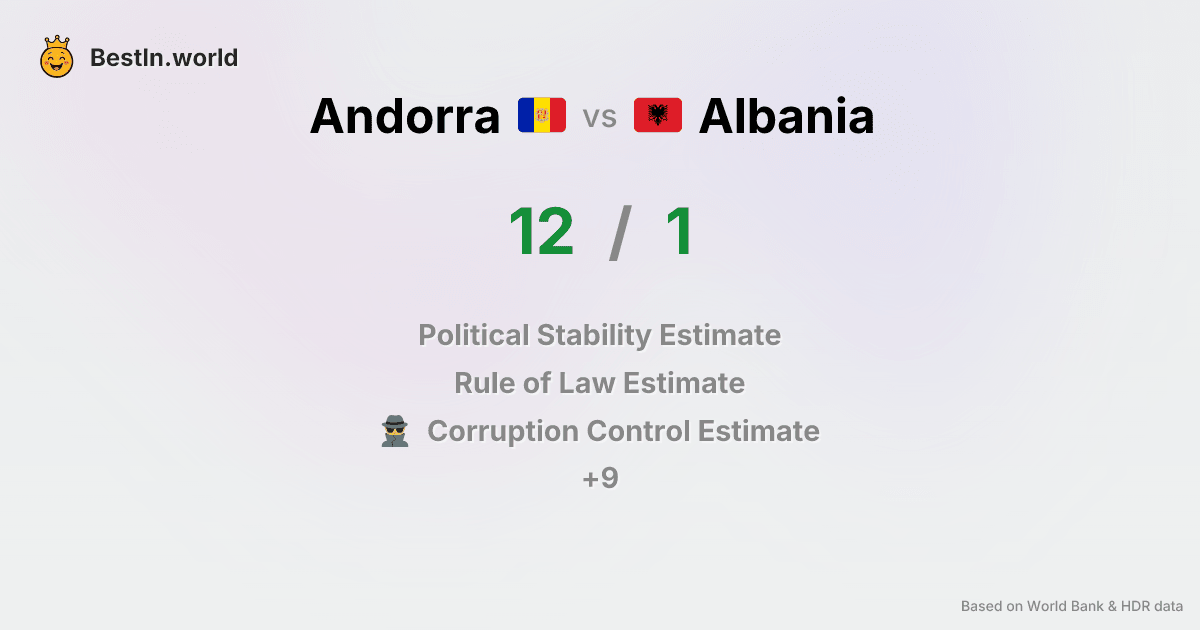 BestIn.world
Andorra vs Albania
12 / 1
Political Stability Estimate
Rule of Law Estimate
Corruption Control Estimate
+9
Based on World Bank & HDR data